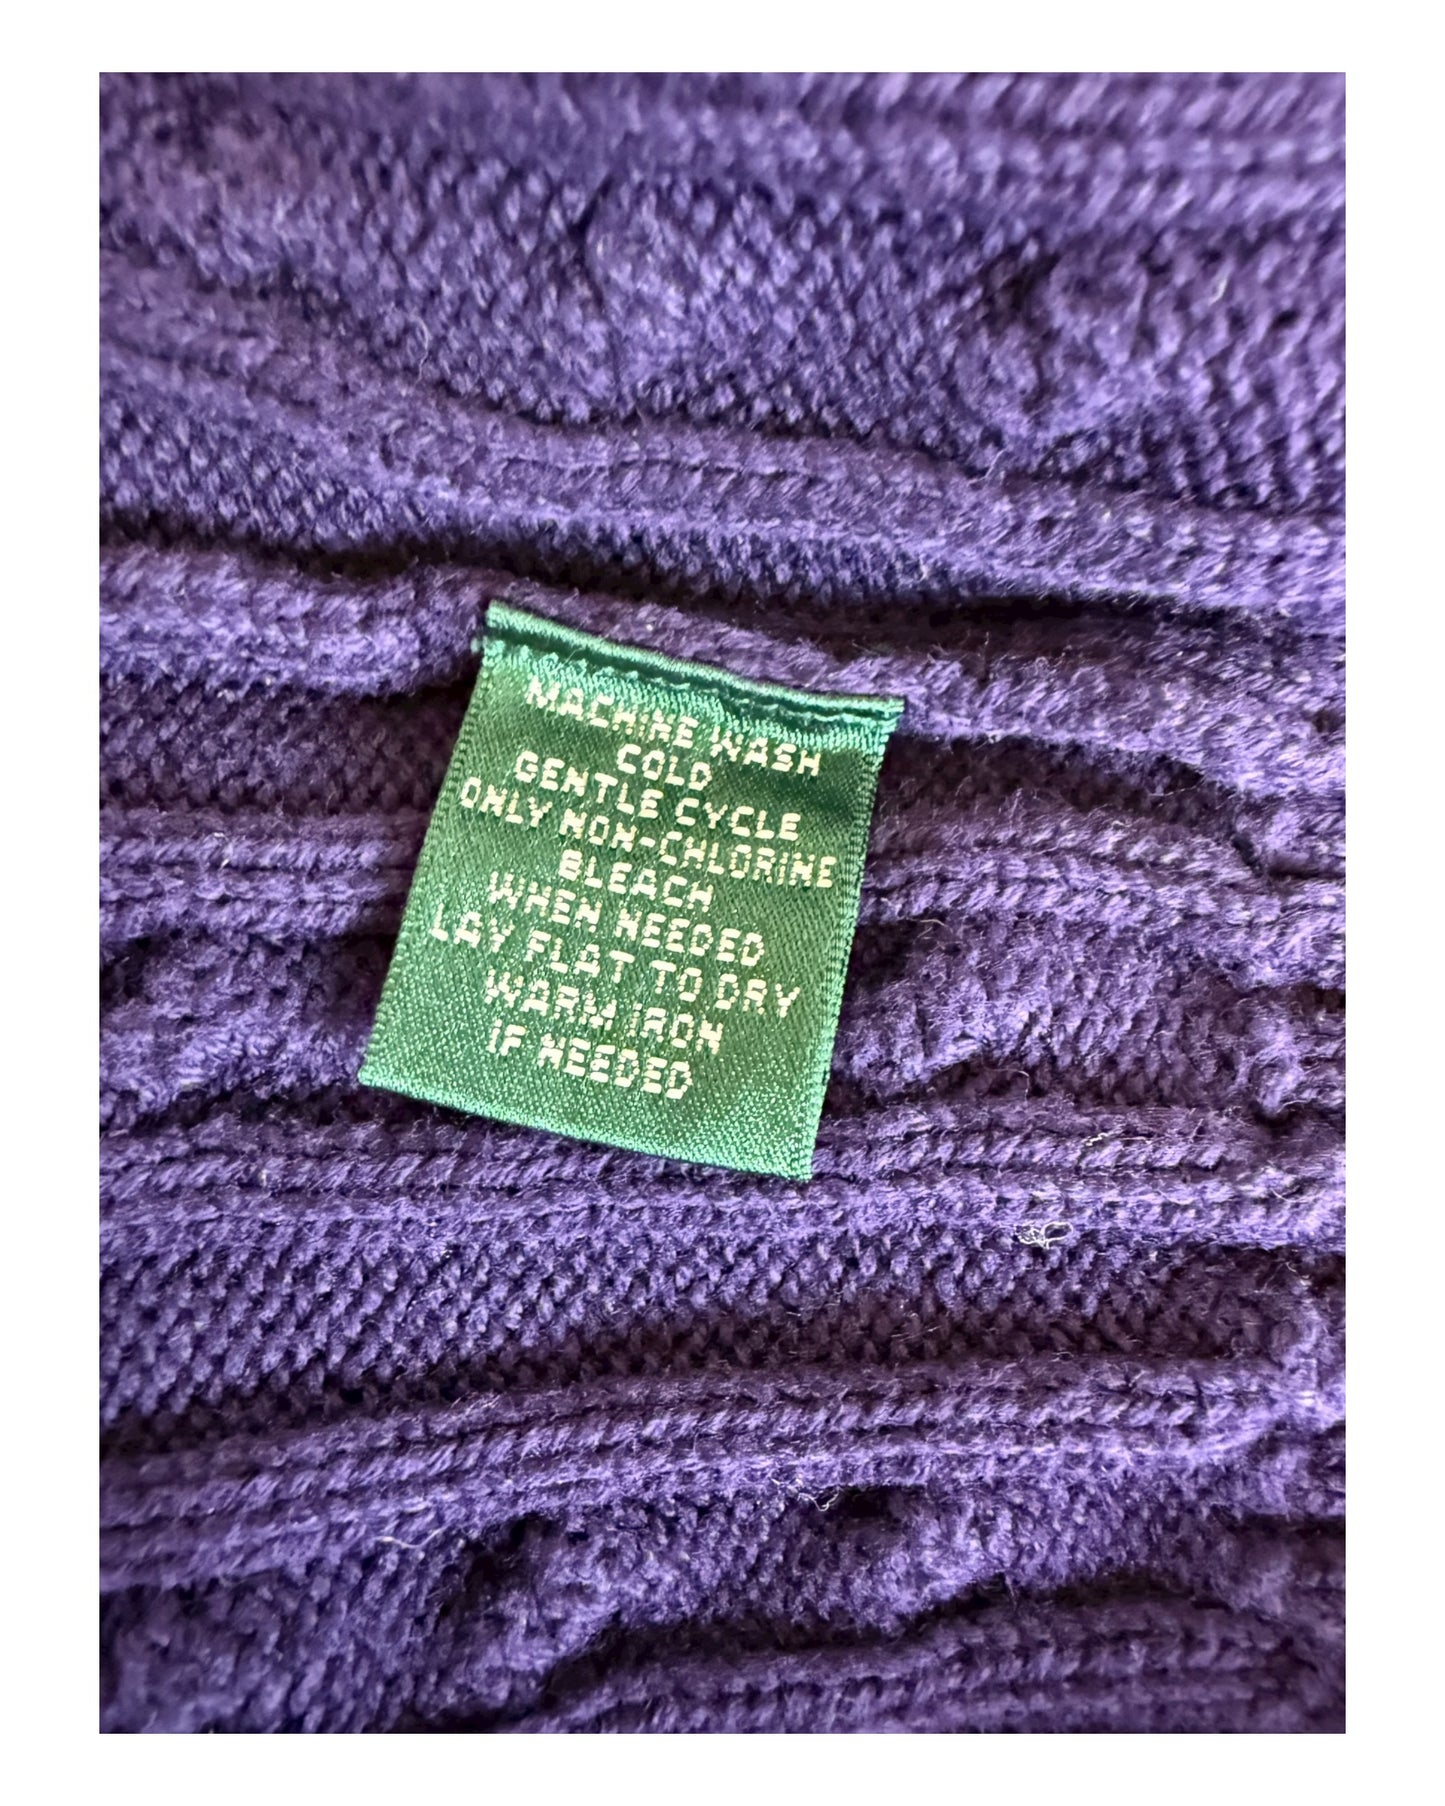 MACHINE WASH
COLD
GENTLE CYCLE
ONLY NON-CHLORINE
BLEACH
WHEN NEEDED
LAY FLAT TO DRY
WARM IRON
IF NEEDED